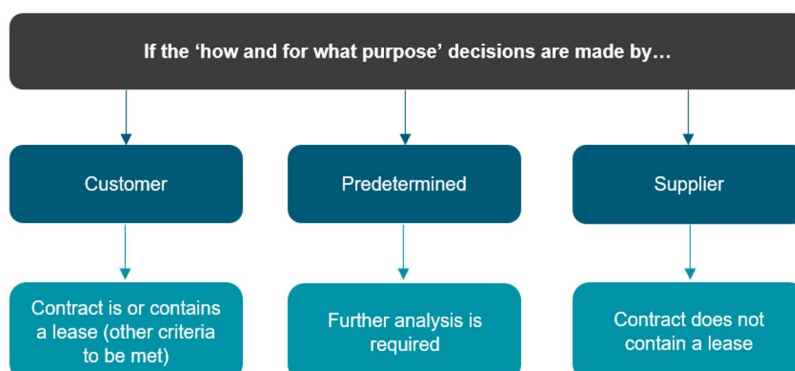 If the ‘how and for what purpose’ decisions are made by…
Customer
Predetermined
Supplier
Contract is or contains
a lease (other criteria
to be met)
Further analysis is
required
Contract does not
contain a lease